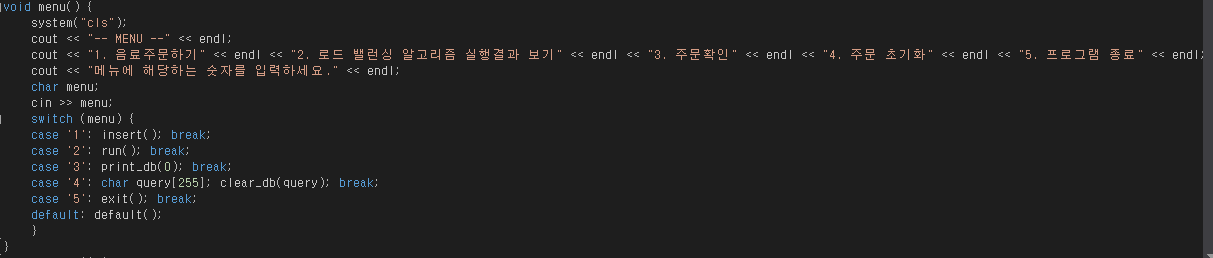 void menu() {
system("cls");
cout << "-- MENU --" << endl;
cout << "1. 음료주문하기" << endl << "2. 로드 밸런싱 알고리즘 실행결과 보기" << endl << "3. 주문확인" << endl << "4. 주문 초기화" << endl << "5. 프로그램 종료" << endl;
cout << "메뉴에 해당하는 숫자를 입력하세요." << endl;
char menu;
cin >> menu;
switch (menu) {
case '1': insert(); break;
case '2': run(); break;
case '3': print_db(0); break;
case '4': char query[255]; clear_db(query); break;
case '5': exit(); break;
default: default();
}
}